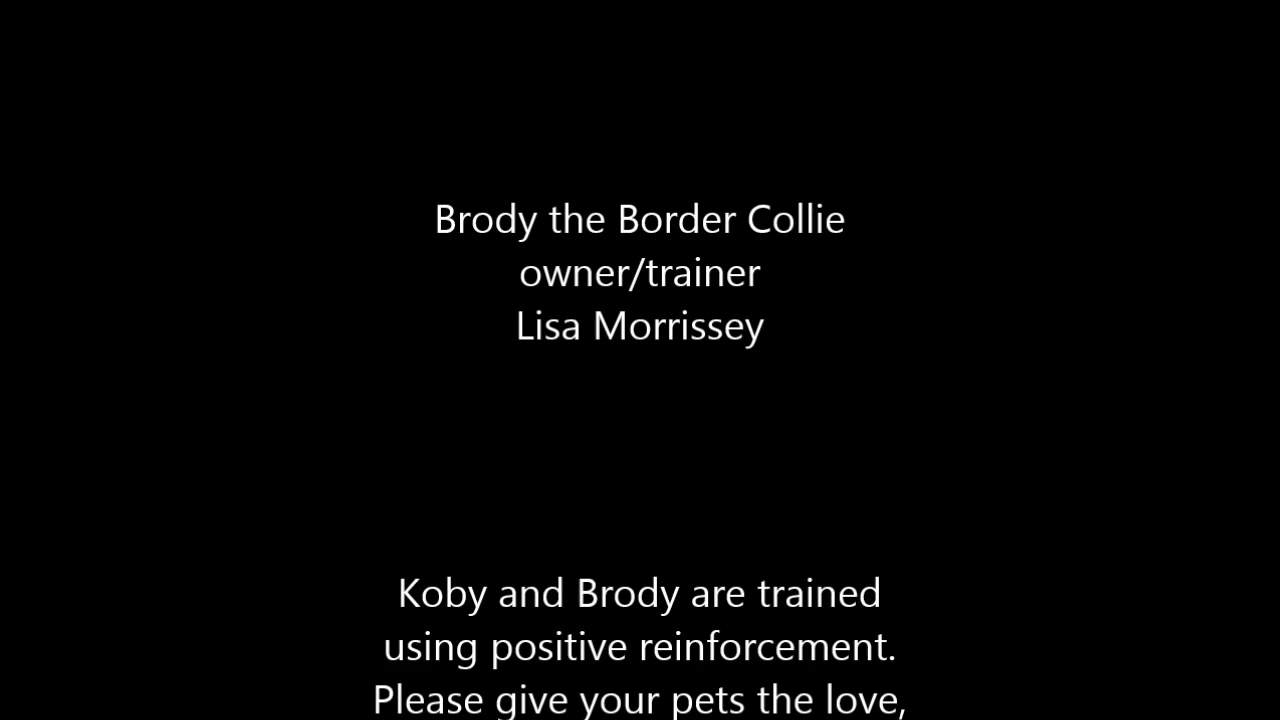 Brody the Border Collie
owner/trainer
Lisa Morrissey
Koby and Brody are trained
using positive reinforcement.
Please give your pets the love,